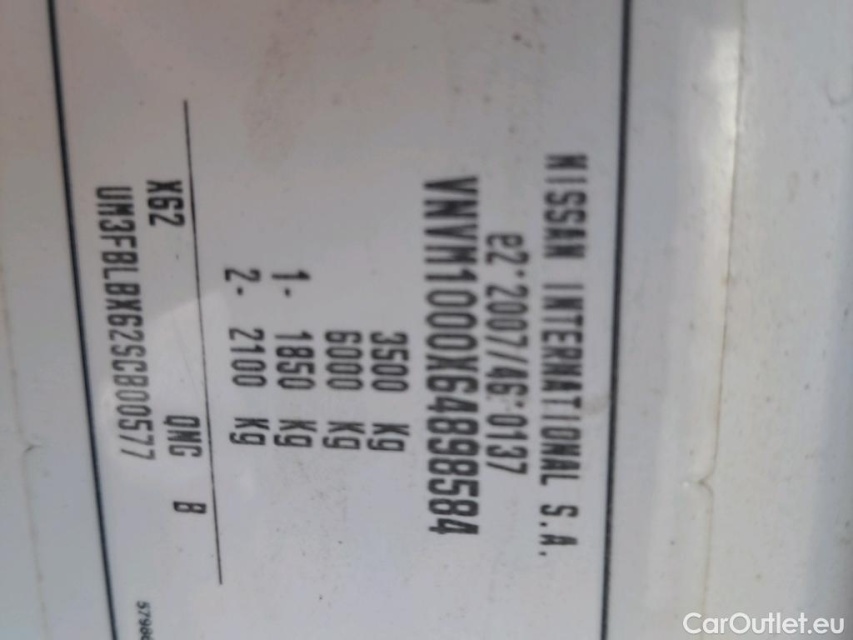 NISSAN INTERNATIONAL S.A.
e2*2007/46*0137
VNVM1000X64898584
3500 Kg
6000 Kg
1- 1850 Kg
2- 2100 Kg
X62 QNG B
UM3FBLBX62SCB00577
CarOutlet.eu